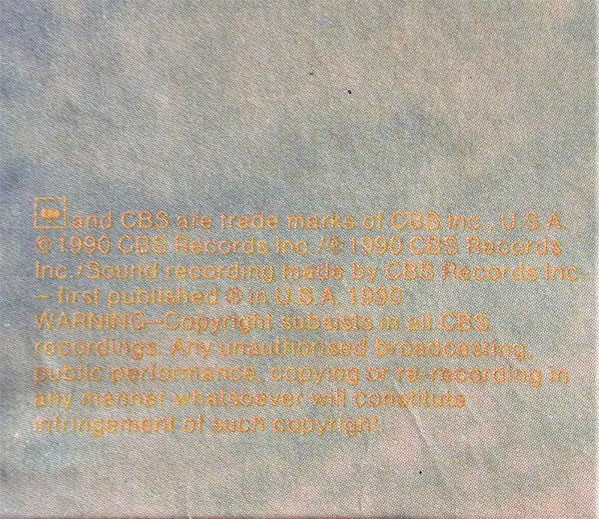 and CBS are trade marks of CBS Inc., U.S.A.
© 1990 CBS Records Inc./℗ 1990 CBS Records
Inc./Sound recording made by CBS Records Inc.
– first published ℗ in U.S.A. 1990
WARNING–Copyright subsists in all CBS
recordings. Any unauthorised broadcasting,
public performance, copying or re-recording in
any manner whatsoever will constitute
infringement of such copyright.